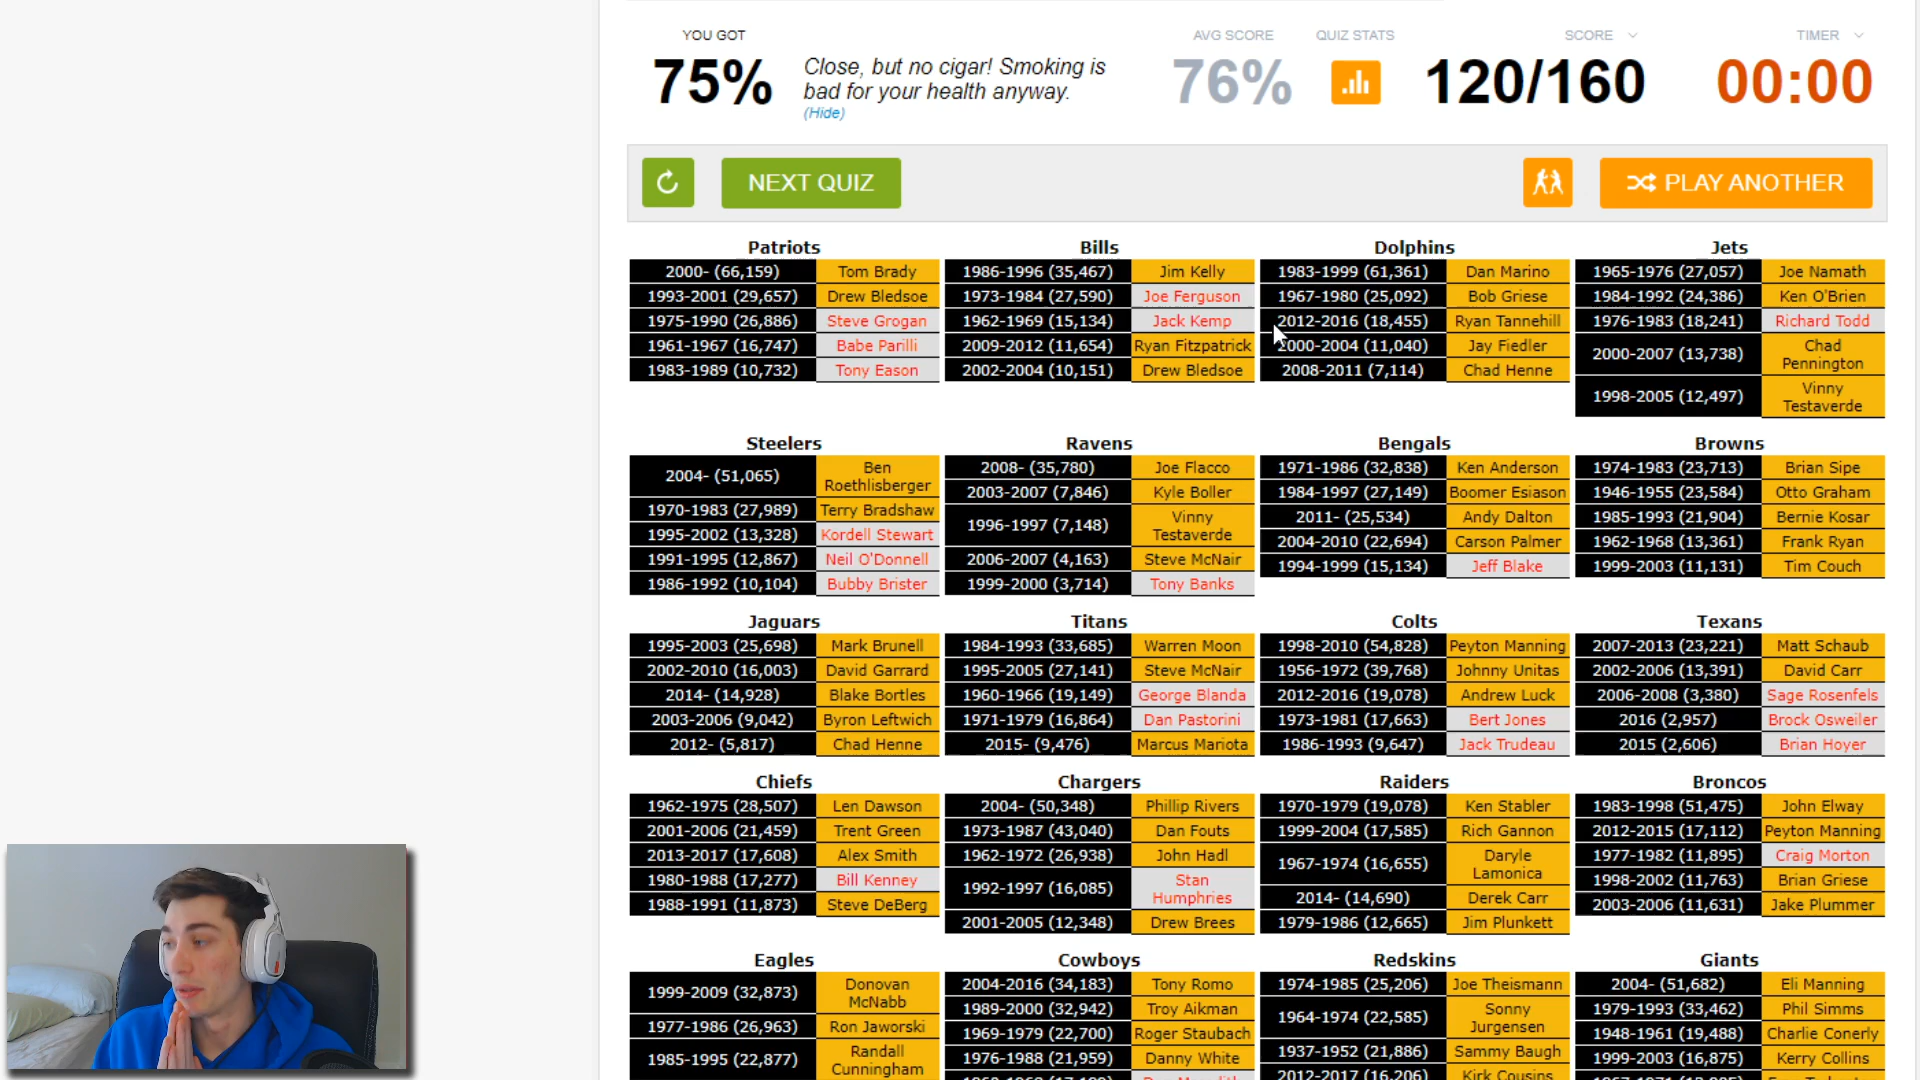 YOU GOT
AVG SCORE
QUIZ STATS
SCORE
TIMER
75%
Close, but no cigar! Smoking is
bad for your health anyway.
(Hide)
76%
120/160
00:00
NEXT QUIZ
PLAY ANOTHER
Patriots
2000- (66,159) Tom Brady
1993-2001 (29,657) Drew Bledsoe
1975-1990 (26,886) Steve Grogan
1961-1967 (16,747) Babe Parilli
1983-1989 (10,732) Tony Eason
Bills
1986-1996 (35,467) Jim Kelly
1973-1984 (27,590) Joe Ferguson
1962-1969 (15,134) Jack Kemp
2009-2012 (11,654) Ryan Fitzpatrick
2002-2004 (10,151) Drew Bledsoe
Dolphins
1983-1999 (61,361) Dan Marino
1967-1980 (25,092) Bob Griese
2012-2016 (18,455) Ryan Tannehill
2000-2004 (11,040) Jay Fiedler
2008-2011 (7,114) Chad Henne
Jets
1965-1976 (27,057) Joe Namath
1984-1992 (24,386) Ken O'Brien
1976-1983 (18,241) Richard Todd
2000-2007 (13,738) Chad
Pennington
1998-2005 (12,497) Vinny
Testaverde
Steelers
2004- (51,065) Ben
Roethlisberger
1970-1983 (27,989) Terry Bradshaw
1995-2002 (13,328) Kordell Stewart
1991-1995 (12,867) Neil O'Donnell
1986-1992 (10,104) Bubby Brister
Ravens
2008- (35,780) Joe Flacco
2003-2007 (7,846) Kyle Boller
1996-1997 (7,148) Vinny
Testaverde
2006-2007 (4,163) Steve McNair
1999-2000 (3,714) Tony Banks
Bengals
1971-1986 (32,838) Ken Anderson
1984-1997 (27,149) Boomer Esiason
2011- (25,534) Andy Dalton
2004-2010 (22,694) Carson Palmer
1994-1999 (15,134) Jeff Blake
Browns
1974-1983 (23,713) Brian Sipe
1946-1955 (23,584) Otto Graham
1985-1993 (21,904) Bernie Kosar
1962-1968 (13,361) Frank Ryan
1999-2003 (11,131) Tim Couch
Jaguars
1995-2003 (25,698) Mark Brunell
2002-2010 (16,003) David Garrard
2014- (14,928) Blake Bortles
2003-2006 (9,042) Byron Leftwich
2012- (5,817) Chad Henne
Titans
1984-1993 (33,685) Warren Moon
1995-2005 (27,141) Steve McNair
1960-1966 (19,149) George Blanda
1971-1979 (16,864) Dan Pastorini
2015- (9,476) Marcus Mariota
Colts
1998-2010 (54,828) Peyton Manning
1956-1972 (39,768) Johnny Unitas
2012-2016 (19,078) Andrew Luck
1973-1981 (17,663) Bert Jones
1986-1993 (9,647) Jack Trudeau
Texans
2007-2013 (23,221) Matt Schaub
2002-2006 (13,391) David Carr
2006-2008 (3,380) Sage Rosenfels
2016 (2,957) Brock Osweiler
2015 (2,606) Brian Hoyer
Chiefs
1962-1975 (28,507) Len Dawson
2001-2006 (21,459) Trent Green
2013-2017 (17,608) Alex Smith
1980-1988 (17,277) Bill Kenney
1988-1991 (11,873) Steve DeBerg
Chargers
2004- (50,348) Phillip Rivers
1973-1987 (43,040) Dan Fouts
1962-1972 (26,938) John Hadl
1992-1997 (16,085) Stan
Humphries
2001-2005 (12,348) Drew Brees
Raiders
1970-1979 (19,078) Ken Stabler
1999-2004 (17,585) Rich Gannon
1967-1974 (16,655) Daryle
Lamonica
2014- (14,690) Derek Carr
1979-1986 (12,665) Jim Plunkett
Broncos
1983-1998 (51,475) John Elway
2012-2015 (17,112) Peyton Manning
1977-1982 (11,895) Craig Morton
1998-2002 (11,763) Brian Griese
2003-2006 (11,631) Jake Plummer
Eagles
1999-2009 (32,873) Donovan
McNabb
1977-1986 (26,963) Ron Jaworski
1985-1995 (22,877) Randall
Cunningham
Cowboys
2004-2016 (34,183) Tony Romo
1989-2000 (32,942) Troy Aikman
1969-1979 (22,700) Roger Staubach
1976-1988 (21,959) Danny White
Redskins
1974-1985 (25,206) Joe Theismann
1964-1974 (22,585) Sonny
Jurgensen
1937-1952 (21,886) Sammy Baugh
2012-2017 (16,206) Kirk Cousins
Giants
2004- (51,682) Eli Manning
1979-1993 (33,462) Phil Simms
1948-1961 (19,488) Charlie Conerly
1999-2003 (16,875) Kerry Collins